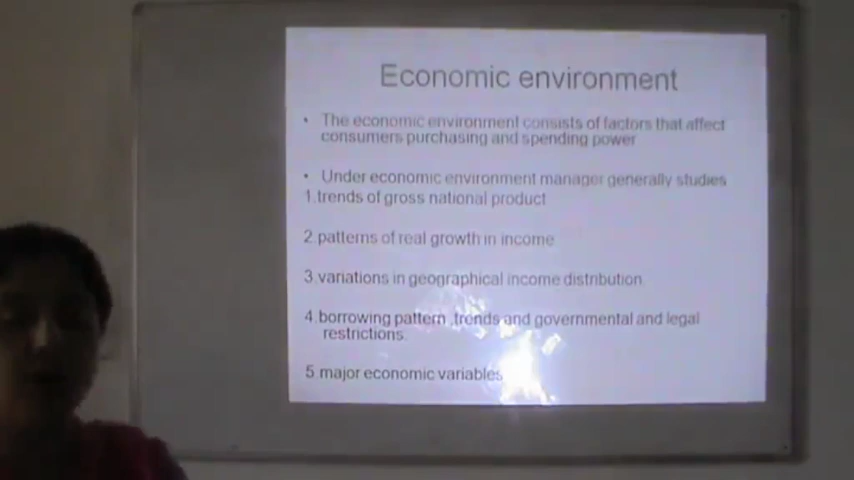 Economic environment
• The economic environment consists of factors that affect
consumers purchasing and spending power
• Under economic environment manager generally studies
1.trends of gross national product
2.patterns of real growth in income
3.variations in geographical income distribution
4.borrowing pattern ,trends and governmental and legal
restrictions.
5.major economic variables